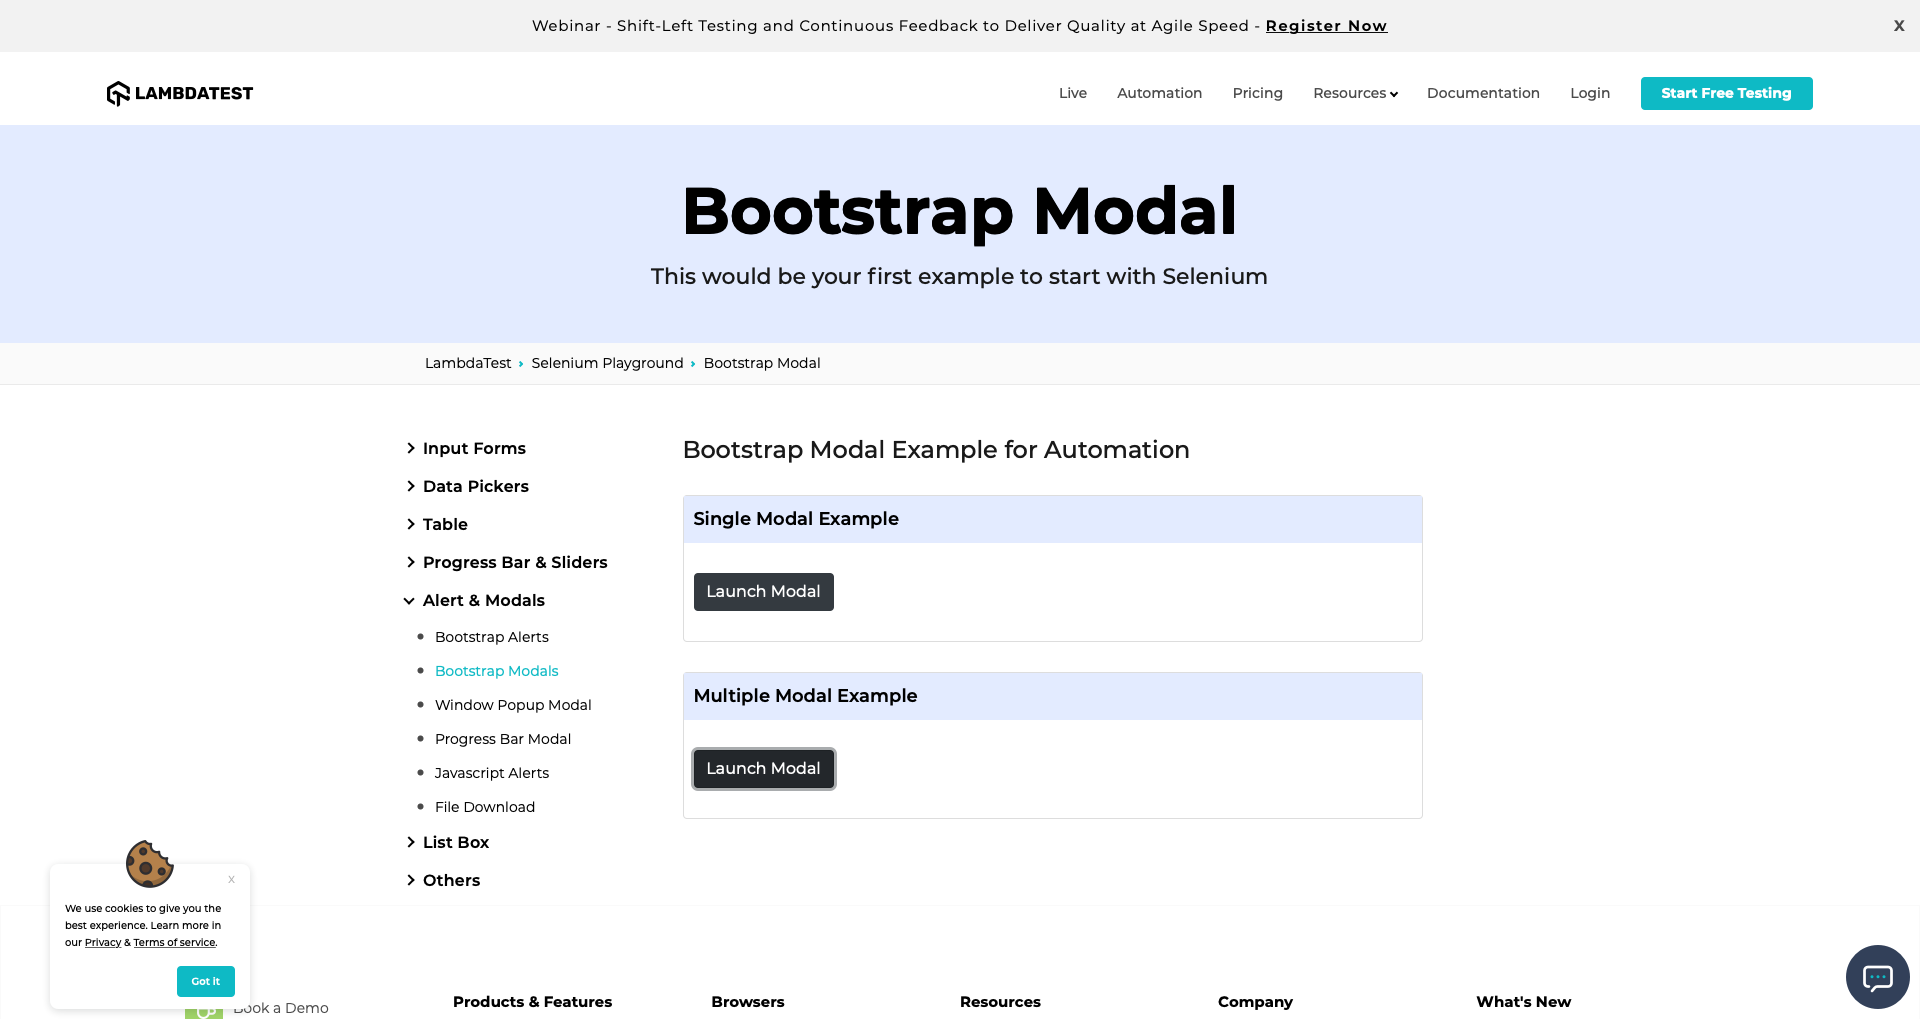 Webinar - Shift-Left Testing and Continuous Feedback to Deliver Quality at Agile Speed - Register Now
X
LAMBDATEST
Live
Automation
Pricing
Resources
Documentation
Login
Start Free Testing
Bootstrap Modal
This would be your first example to start with Selenium
LambdaTest › Selenium Playground › Bootstrap Modal
Input Forms
Data Pickers
Table
Progress Bar & Sliders
Alert & Modals
Bootstrap Alerts
Bootstrap Modals
Window Popup Modal
Progress Bar Modal
Javascript Alerts
File Download
List Box
Others
Bootstrap Modal Example for Automation
Single Modal Example
Launch Modal
Multiple Modal Example
Launch Modal
x
We use cookies to give you the
best experience. Learn more in
our Privacy & Terms of service.
Got it
Book a Demo
Products & Features
Browsers
Resources
Company
What's New